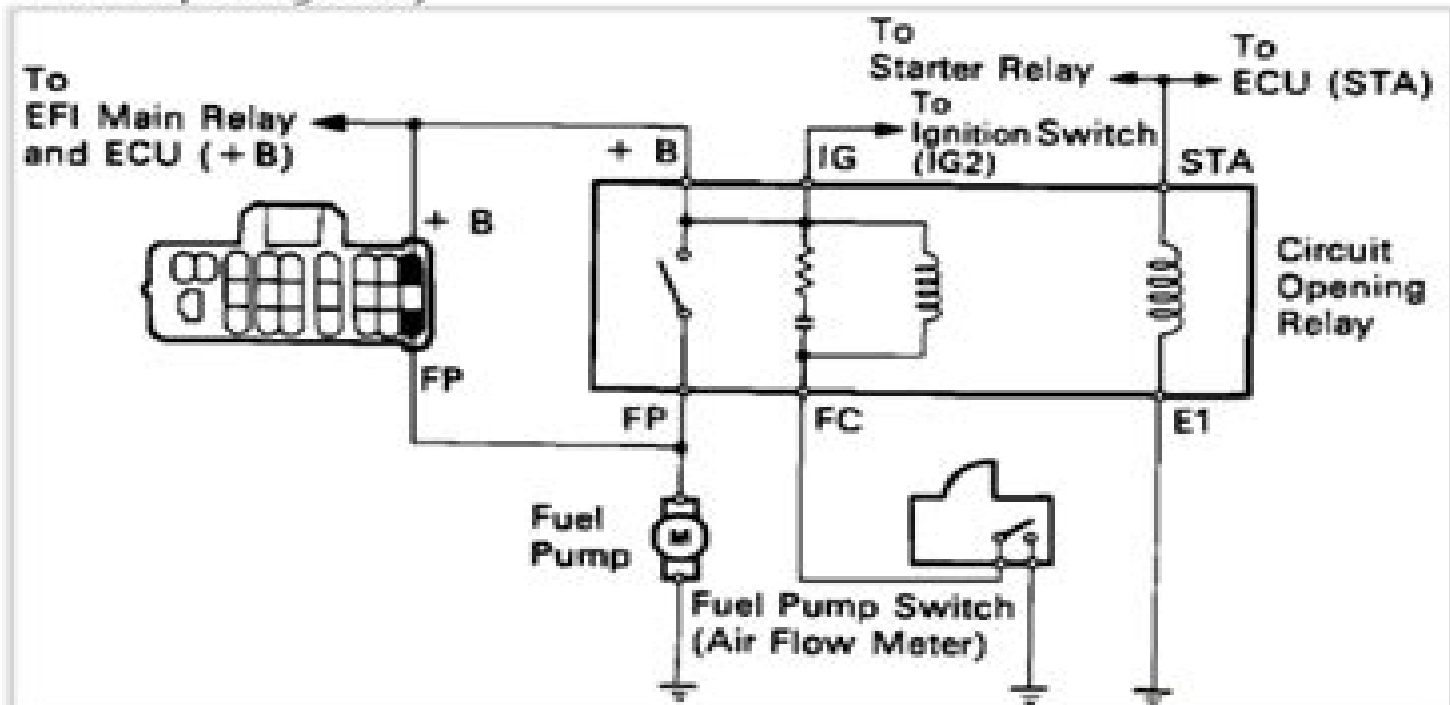 To
EFI Main Relay
and ECU (+B)
To
Starter Relay
To
ECU (STA)
To
Ignition Switch
(IG2)
+ B
IG
STA
+ B
Circuit
Opening
Relay
FP
FP
FC
E1
Fuel
Pump
M
Fuel Pump Switch
(Air Flow Meter)